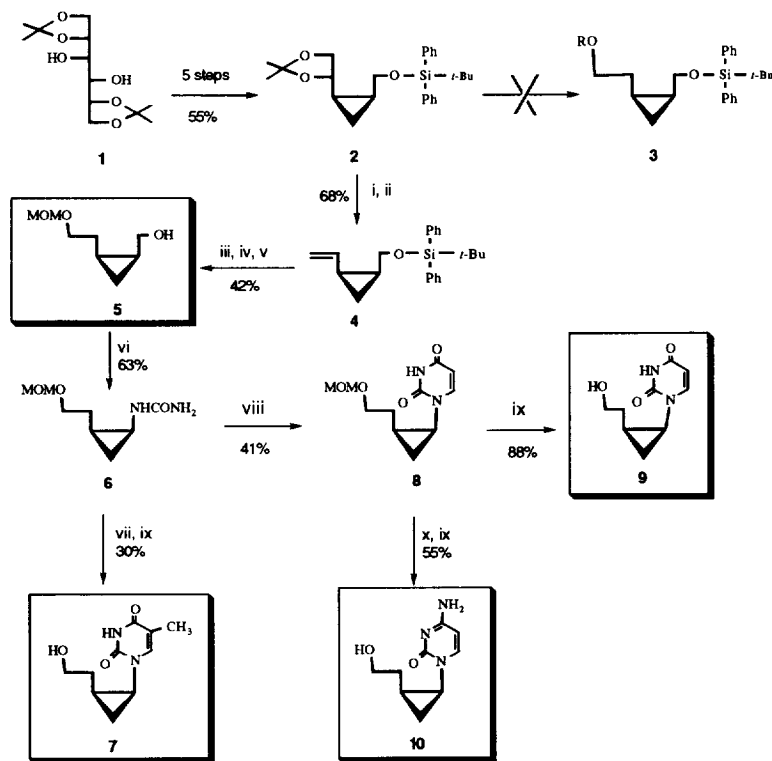 O
O
HO
OH
O
O
1
5 steps
55%
O
O
Ph
O Si t-Bu
Ph
2
RO
Ph
O Si t-Bu
Ph
3
68%
i, ii
MOMO
OH
5
iii, iv, v
42%
Ph
O Si t-Bu
Ph
4
vi
63%
MOMO
NHCONH2
6
viii
41%
O
HN
O N
MOMO
8
ix
88%
O
HN
HO O N
9
vii, ix
30%
x, ix
55%
O
CH3
HN
HO O N
7
NH2
N
HO O N
10